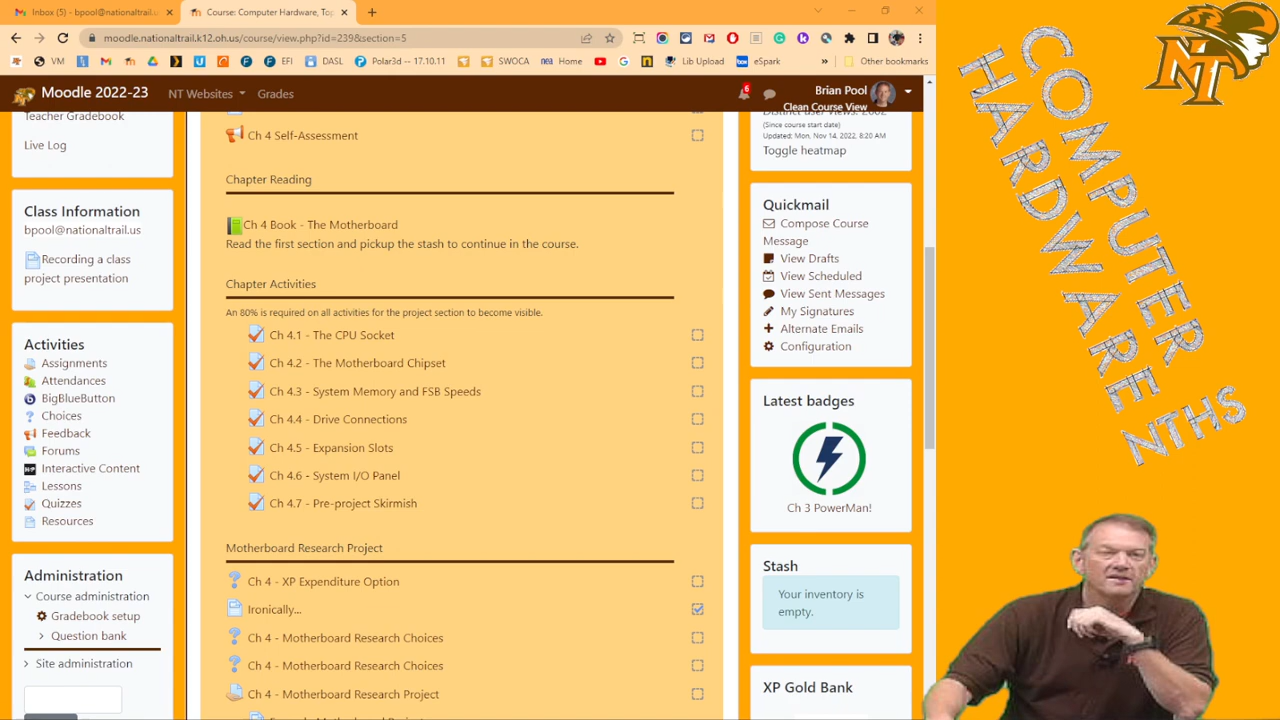 Inbox (5) - bpool@nationaltrail.u
Course: Computer Hardware, Top
moodle.nationaltrail.k12.oh.us/course/view.php?id=239&section=5
VM
DASL
Polar3d -- 17.10.11
EFI
SWOCA
nea Home
Lib Upload
box eSpark
»
Other bookmarks
Moodle 2022-23
NT Websites
Grades
6
Brian Pool
Clean Course View
Teacher Gradebook
Live Log
Class Information
bpool@nationaltrail.us
Recording a class
project presentation
Activities
Assignments
Attendances
BigBlueButton
Choices
Feedback
Forums
Interactive Content
Lessons
Quizzes
Resources
Administration
Course administration
Gradebook setup
Question bank
Site administration
Ch 4 Self-Assessment
Chapter Reading
Ch 4 Book - The Motherboard
Read the first section and pickup the stash to continue in the course.
Chapter Activities
An 80% is required on all activities for the project section to become visible.
Ch 4.1 - The CPU Socket
Ch 4.2 - The Motherboard Chipset
Ch 4.3 - System Memory and FSB Speeds
Ch 4.4 - Drive Connections
Ch 4.5 - Expansion Slots
Ch 4.6 - System I/O Panel
Ch 4.7 - Pre-project Skirmish
Motherboard Research Project
Ch 4 - XP Expenditure Option
Ironically...
Ch 4 - Motherboard Research Choices
Ch 4 - Motherboard Research Choices
Ch 4 - Motherboard Research Project
(Since course start date)
Updated: Mon, Nov 14, 2022, 8:20 AM
Toggle heatmap
Quickmail
Compose Course
Message
View Drafts
View Scheduled
View Sent Messages
My Signatures
Alternate Emails
Configuration
Latest badges
Ch 3 PowerMan!
Stash
Your inventory is
empty.
XP Gold Bank
NT
COMPUTER
HARDWARE
NTHS